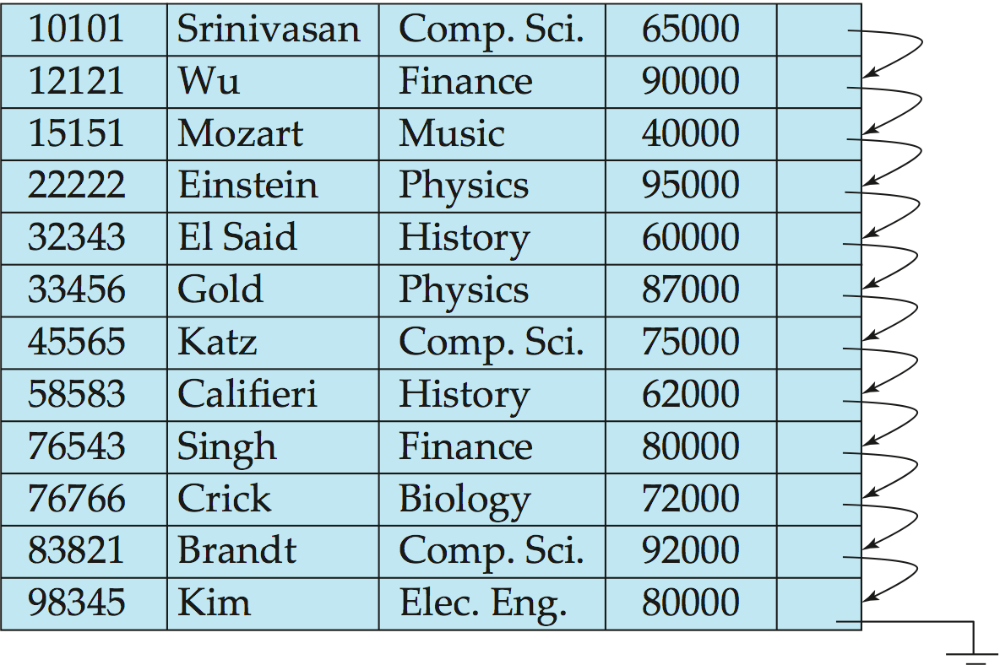 10101 Srinivasan Comp. Sci. 65000
12121 Wu Finance 90000
15151 Mozart Music 40000
22222 Einstein Physics 95000
32343 El Said History 60000
33456 Gold Physics 87000
45565 Katz Comp. Sci. 75000
58583 Califieri History 62000
76543 Singh Finance 80000
76766 Crick Biology 72000
83821 Brandt Comp. Sci. 92000
98345 Kim Elec. Eng. 80000